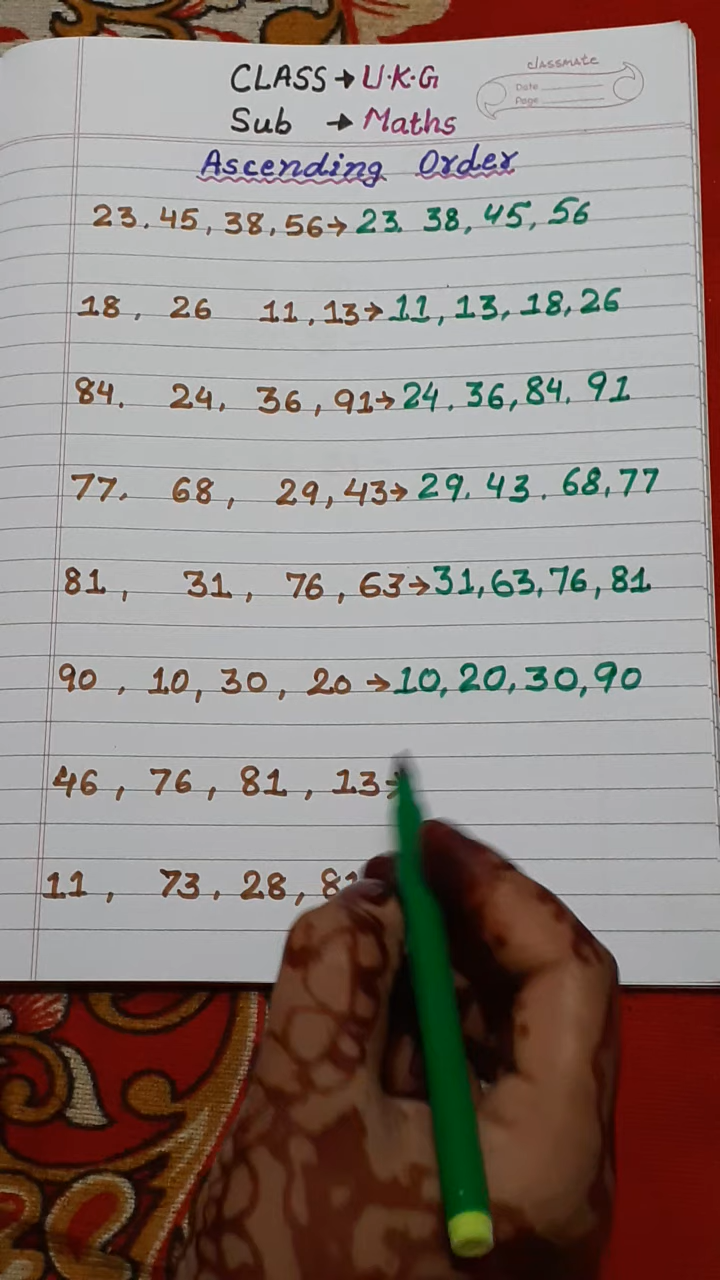 classmate
Date
Page
CLASS → U.K.G
Sub → Maths
Ascending Order
23. 45, 38, 56 → 23. 38, 45, 56
18, 26 11, 13 → 11, 13, 18, 26
84. 24, 36, 91 → 24. 36, 84. 91
77. 68, 29, 43 → 29. 43. 68, 77
81, 31, 76, 63 → 31, 63, 76, 81
90, 10, 30, 20 → 10, 20, 30, 90
46, 76, 81, 13 →
11, 73, 28, 81